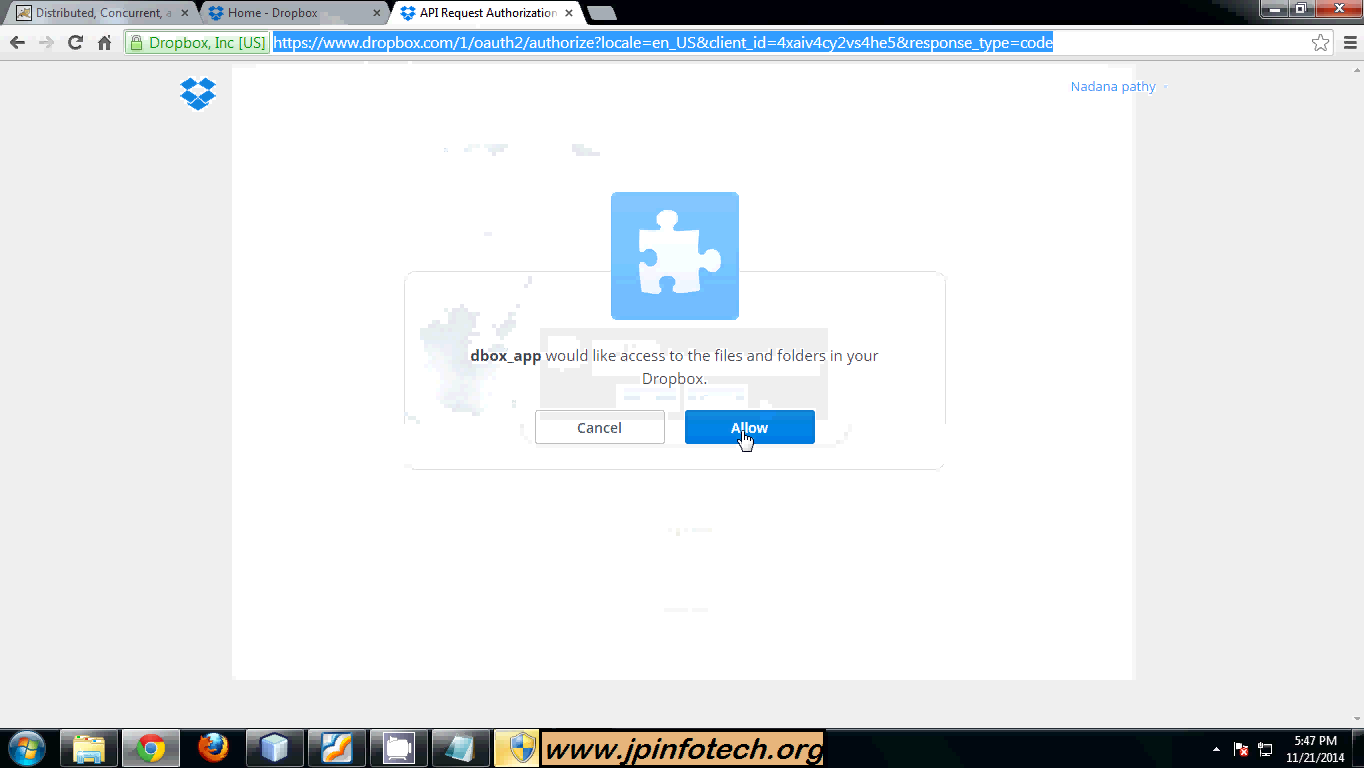 Distributed, Concurrent, a
Home - Dropbox
API Request Authorization
Dropbox, Inc [US]
https://www.dropbox.com/1/oauth2/authorize?locale=en_US&client_id=4xaiv4cy2vs4he5&response_type=code
Nadana pathy
dbox_app would like access to the files and folders in your
Dropbox.
Cancel
Allow
www.jpinfotech.org
5:47 PM
11/21/2014